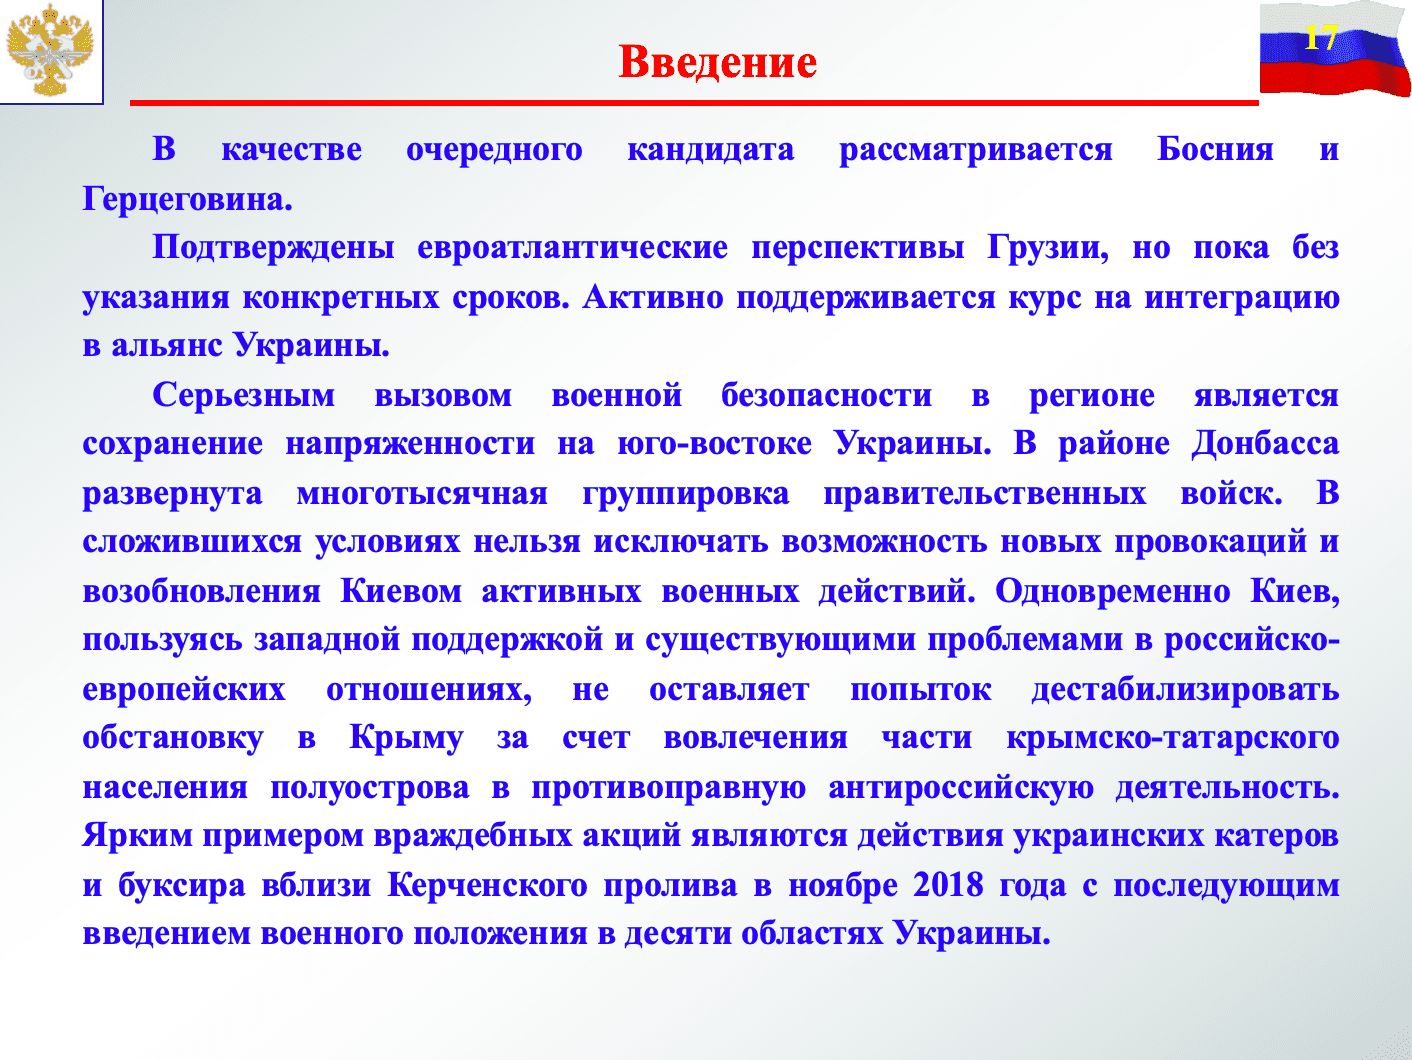 17
Введение
В качестве очередного кандидата рассматривается Босния и
Герцеговина.
Подтверждены евроатлантические перспективы Грузии, но пока без
указания конкретных сроков. Активно поддерживается курс на интеграцию
в альянс Украины.
Серьезным вызовом военной безопасности в регионе является
сохранение напряженности на юго-востоке Украины. В районе Донбасса
развернута многотысячная группировка правительственных войск. В
сложившихся условиях нельзя исключать возможность новых провокаций и
возобновления Киевом активных военных действий. Одновременно Киев,
пользуясь западной поддержкой и существующими проблемами в российско-
европейских отношениях, не оставляет попыток дестабилизировать
обстановку в Крыму за счет вовлечения части крымско-татарского
населения полуострова в противоправную антироссийскую деятельность.
Ярким примером враждебных акций являются действия украинских катеров
и буксира вблизи Керченского пролива в ноябре 2018 года с последующим
введением военного положения в десяти областях Украины.